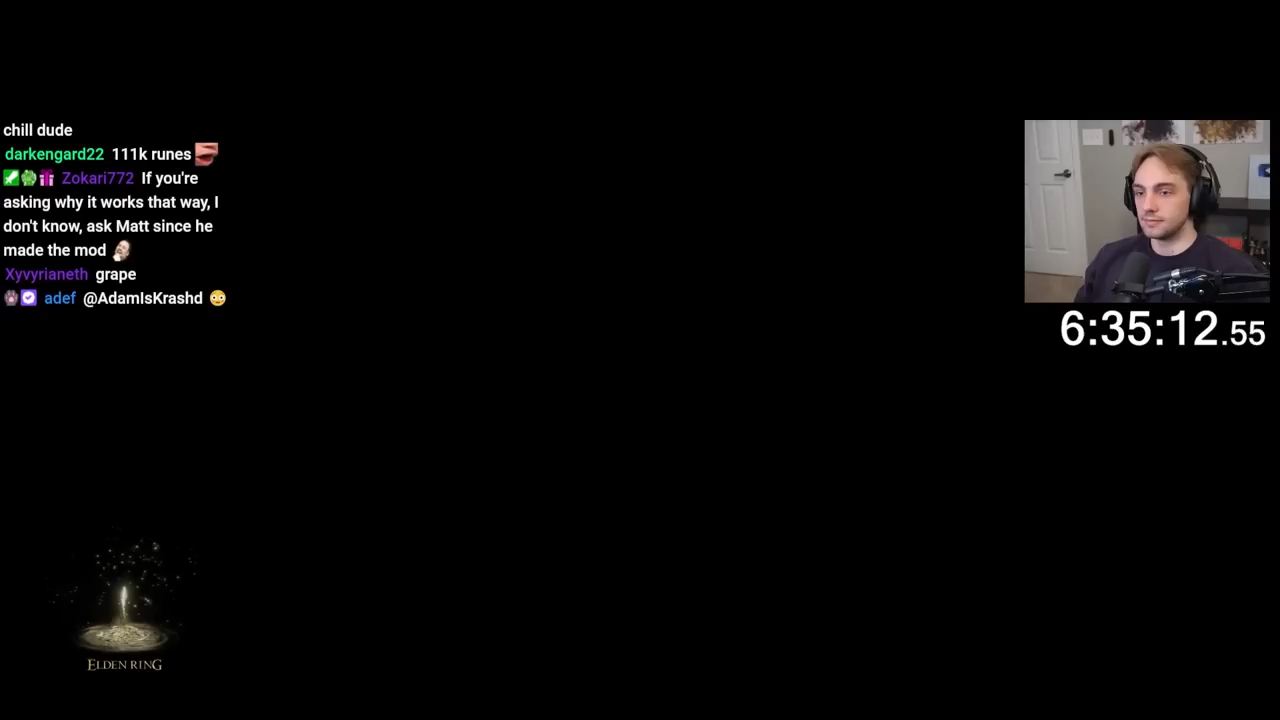 chill dude
darkengard22 111k runes
Zokari772 If you're
asking why it works that way, I
don't know, ask Matt since he
made the mod
Xyvyrianeth grape
adef @AdamIsKrashd
6:35:12.55
ELDEN RING